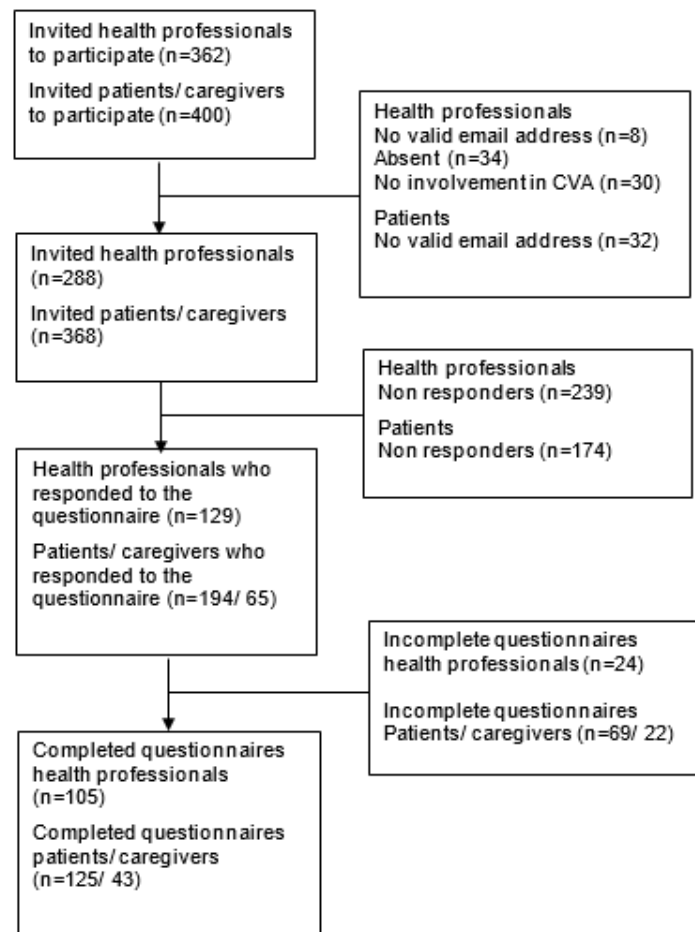 Invited health professionals
to participate (n=362)
Invited patients/ caregivers
to participate (n=400)
Health professionals
No valid email address (n=8)
Absent (n=34)
No involvement in CVA (n=30)
Patients
No valid email address (n=32)
Invited health professionals
(n=288)
Invited patients/ caregivers
(n=368)
Health professionals
Non responders (n=239)
Patients
Non responders (n=174)
Health professionals who
responded to the
questionnaire (n=129)
Patients/ caregivers who
responded to the
questionnaire (n=194/ 65)
Incomplete questionnaires
health professionals (n=24)
Incomplete questionnaires
Patients/ caregivers (n=69/ 22)
Completed questionnaires
health professionals
(n=105)
Completed questionnaires
patients/ caregivers
(n=125/ 43)